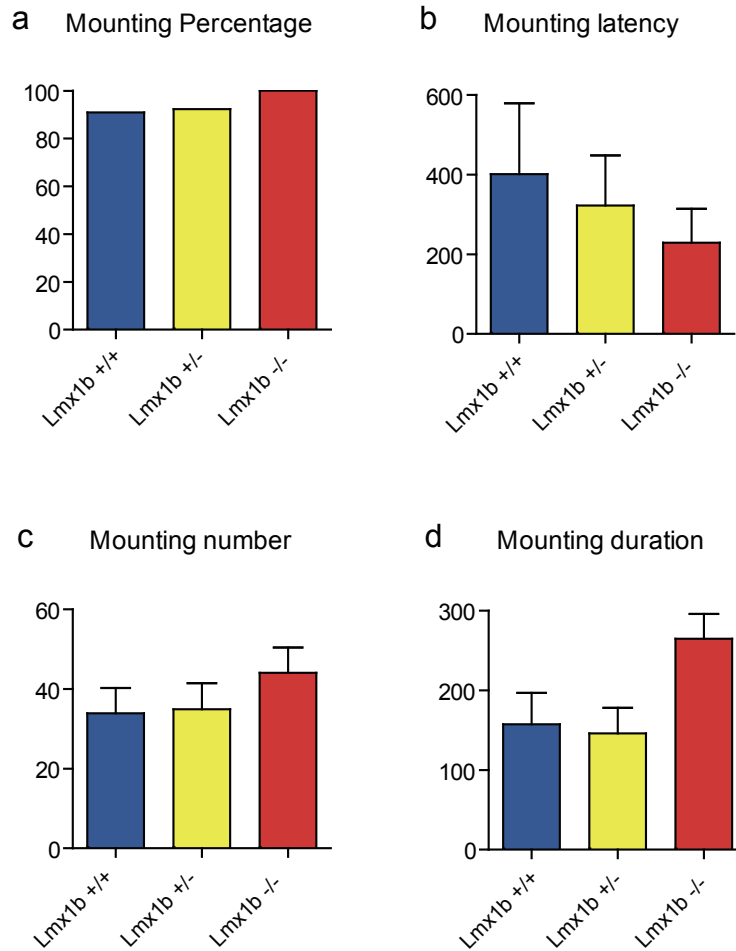 a Mounting Percentage
100
80
60
40
20
0
Lmx1b +/+
Lmx1b +/-
Lmx1b -/-
b Mounting latency
600
400
200
0
Lmx1b +/+
Lmx1b +/-
Lmx1b -/-
c Mounting number
60
40
20
0
Lmx1b +/+
Lmx1b +/-
Lmx1b -/-
d Mounting duration
300
200
100
0
Lmx1b +/+
Lmx1b +/-
Lmx1b -/-